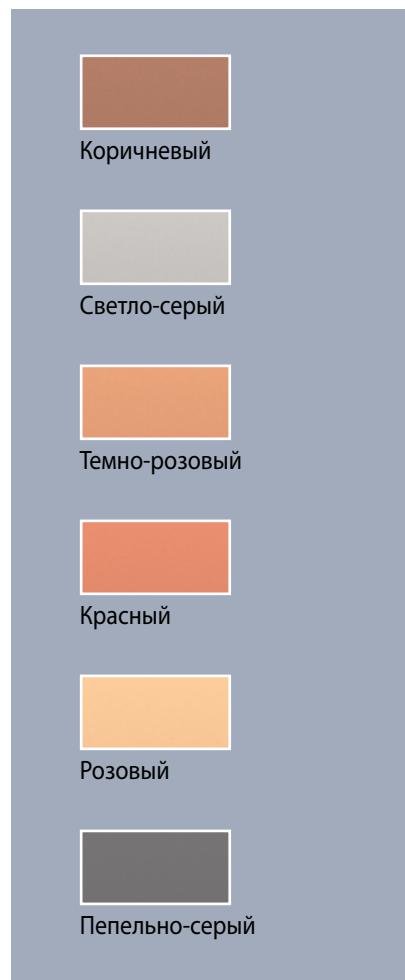 Коричневый
Светло-серый
Темно-розовый
Красный
Розовый
Пепельно-серый